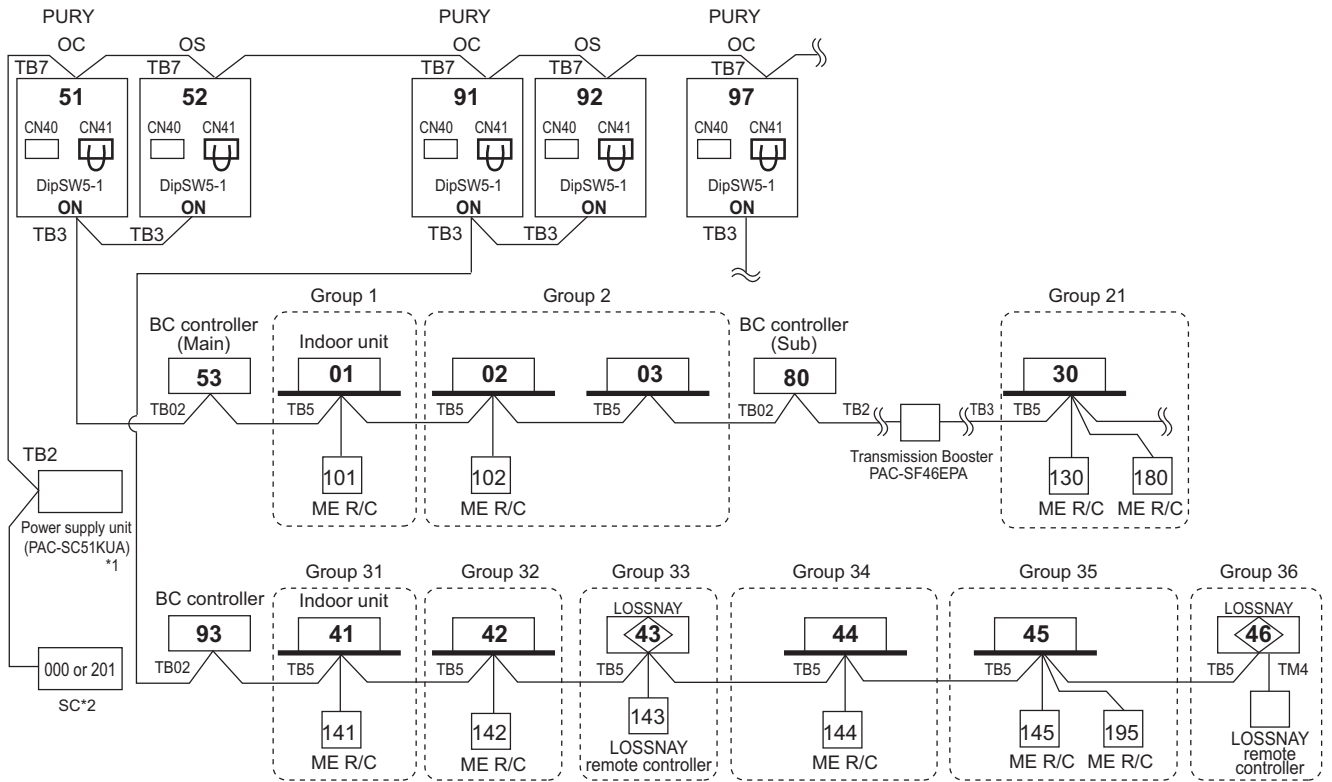 PURY PURY
OC OS OC OS OC
TB7 TB7 TB7 TB7 TB7
51 52 91 92 97
CN40 CN41 CN40 CN41 CN40 CN41 CN40 CN41 CN40 CN41
DipSW5-1 DipSW5-1 DipSW5-1 DipSW5-1 DipSW5-1
ON ON ON ON ON
TB3 TB3 TB3 TB3 TB3
Group 1 Group 2 Group 21
BC controller
(Main)
Indoor unit
BC controller
(Sub)
53 01 02 03 80 30
TB02 TB5 TB5 TB5 TB02 TB2 TB3 TB5
Transmission Booster
PAC-SF46EPA
101 102 130 180
ME R/C ME R/C ME R/C ME R/C
TB2
Power supply unit
(PAC-SC51KUA)
*1
Group 31 Group 32 Group 33 Group 34 Group 35 Group 36
BC controller Indoor unit LOSSNAY LOSSNAY
93 41 42 43 44 45 46
TB02 TB5 TB5 TB5 TB5 TB5 TB5 TM4
000 or 201
SC*2
141 142 143 144 145 195
ME R/C ME R/C LOSSNAY
remote controller
ME R/C ME R/C ME R/C
LOSSNAY
remote
controller